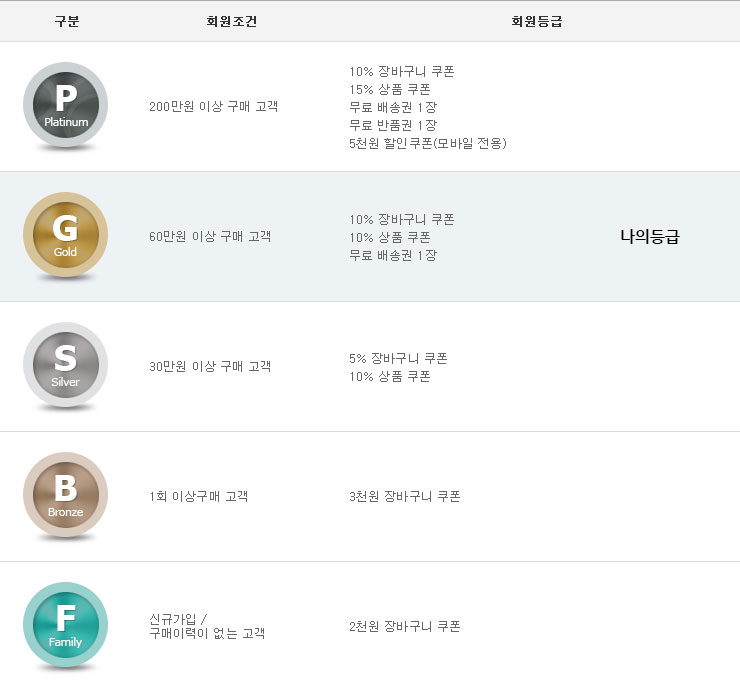 구분 회원조건 회원등급
P
Platinum
200만원 이상 구매 고객
10% 장바구니 쿠폰
15% 상품 쿠폰
무료 배송권 1장
무료 반품권 1장
5천원 할인쿠폰(모바일 전용)
G
Gold
60만원 이상 구매 고객
10% 장바구니 쿠폰
10% 상품 쿠폰
무료 배송권 1장
나의등급
S
Silver
30만원 이상 구매 고객
5% 장바구니 쿠폰
10% 상품 쿠폰
B
Bronze
1회 이상구매 고객
3천원 장바구니 쿠폰
F
Family
신규가입 /
구매이력이 없는 고객
2천원 장바구니 쿠폰